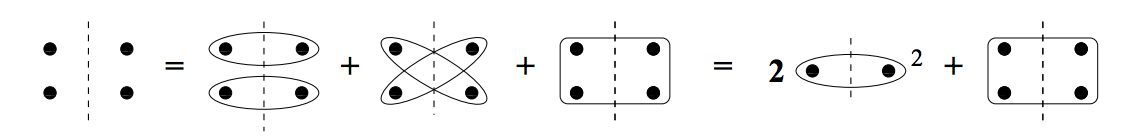 = + + = 2 2 +